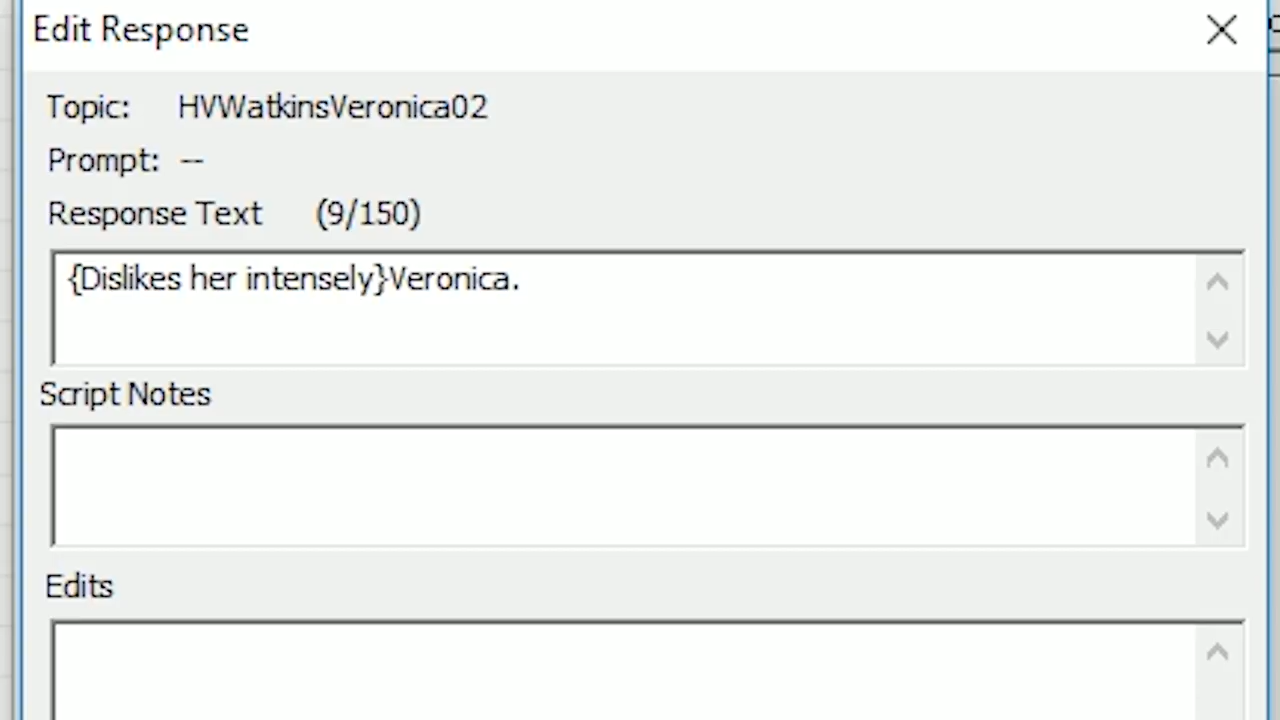 Edit Response
Topic: HVWatkinsVeronica02
Prompt: --
Response Text (9/150)
{Dislikes her intensely}Veronica.
Script Notes
Edits